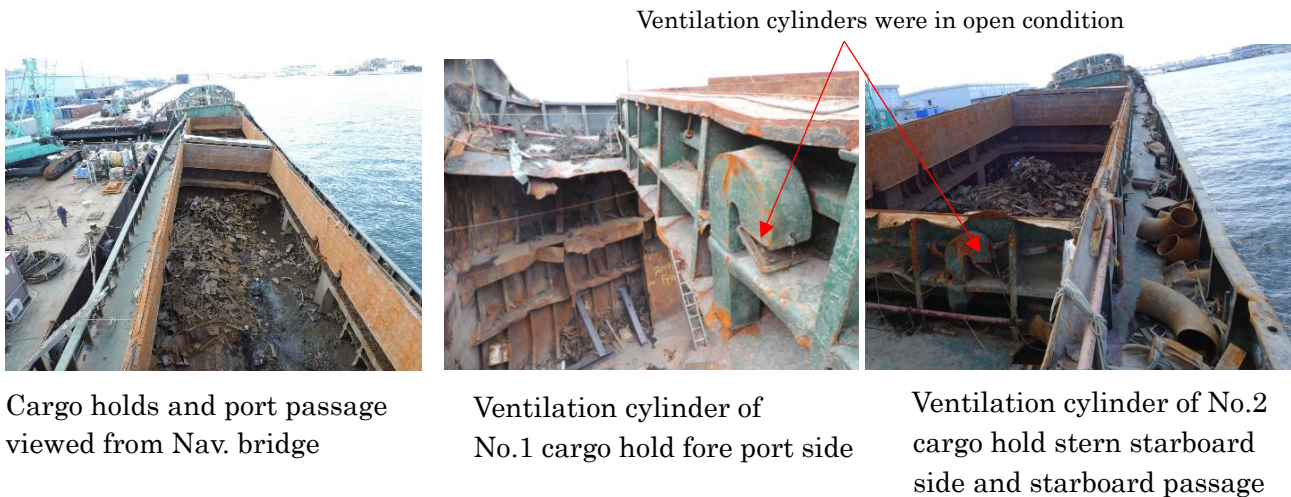 Ventilation cylinders were in open condition
Cargo holds and port passage
viewed from Nav. bridge
Ventilation cylinder of
No.1 cargo hold fore port side
Ventilation cylinder of No.2
cargo hold stern starboard
side and starboard passage